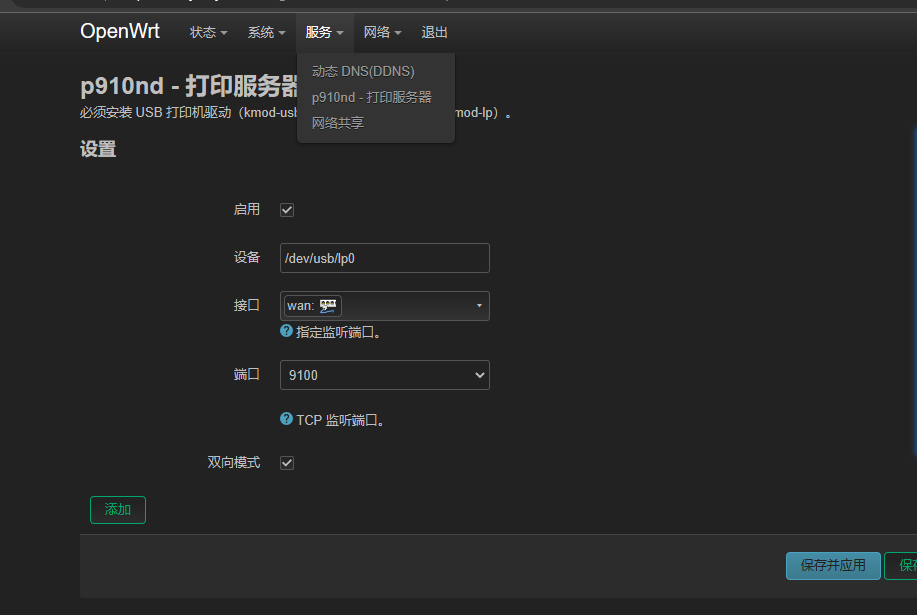 OpenWrt 状态 系统 服务 网络 退出
动态 DNS(DDNS)
p910nd - 打印服务器
网络共享
p910nd - 打印服务器
必须安装 USB 打印机驱动（kmod-usb
mod-lp）。
设置
启用
设备 /dev/usb/lp0
接口 wan:
指定监听端口。
端口 9100
TCP 监听端口。
双向模式
添加
保存并应用 保存